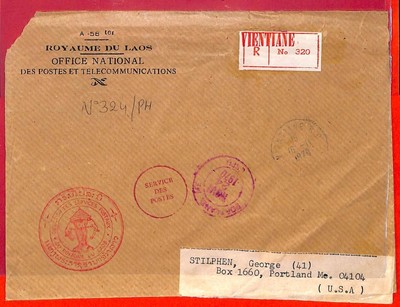 A-58 bis
ROYAUME DU LAOS
OFFICE NATIONAL
DES POSTES ET TELECOMMUNICATIONS
VIENTIANE
R No 320
N° 324/PH
SERVICE
DES
POSTES
STILPHEN, George (41)
Box 1660, Portland Me. 04104
( U.S.A )